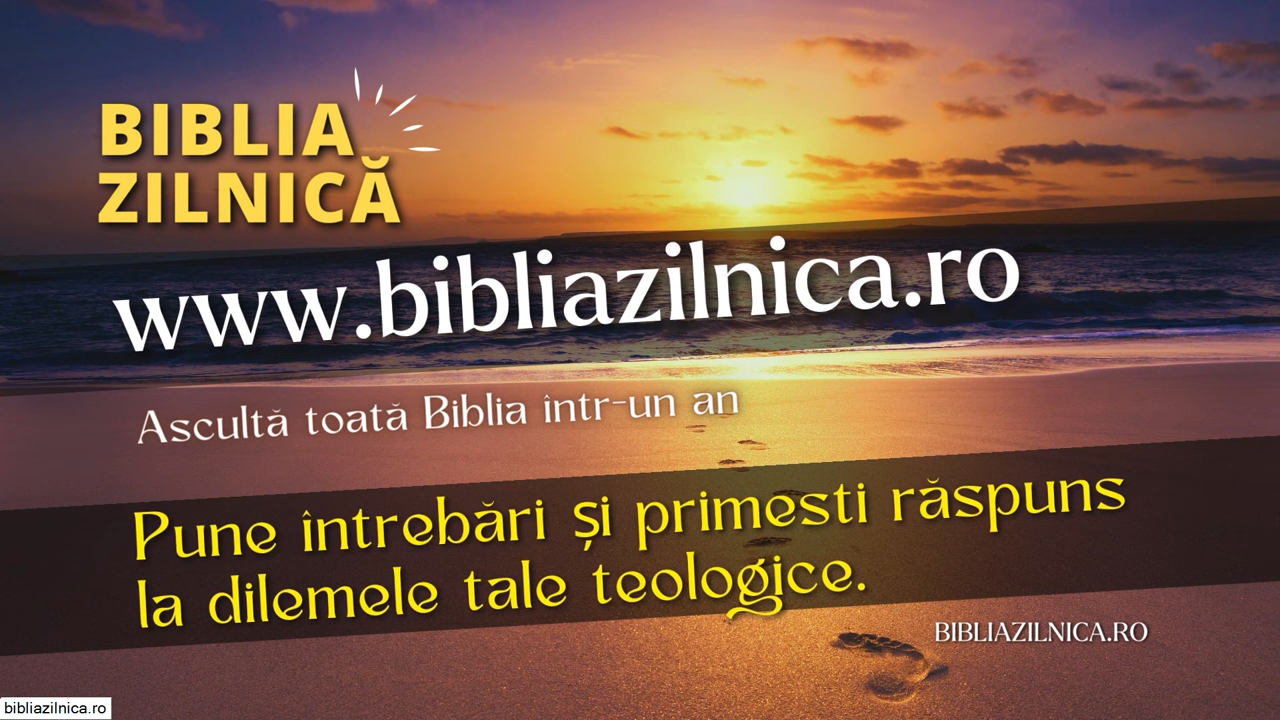 BIBLIA
ZILNICĂ
www.bibliazilnica.ro
Ascultă toată Biblia într-un an
Pune întrebări și primesti răspuns
la dilemele tale teologice.
BIBLIAZILNICA.RO
bibliazilnica.ro